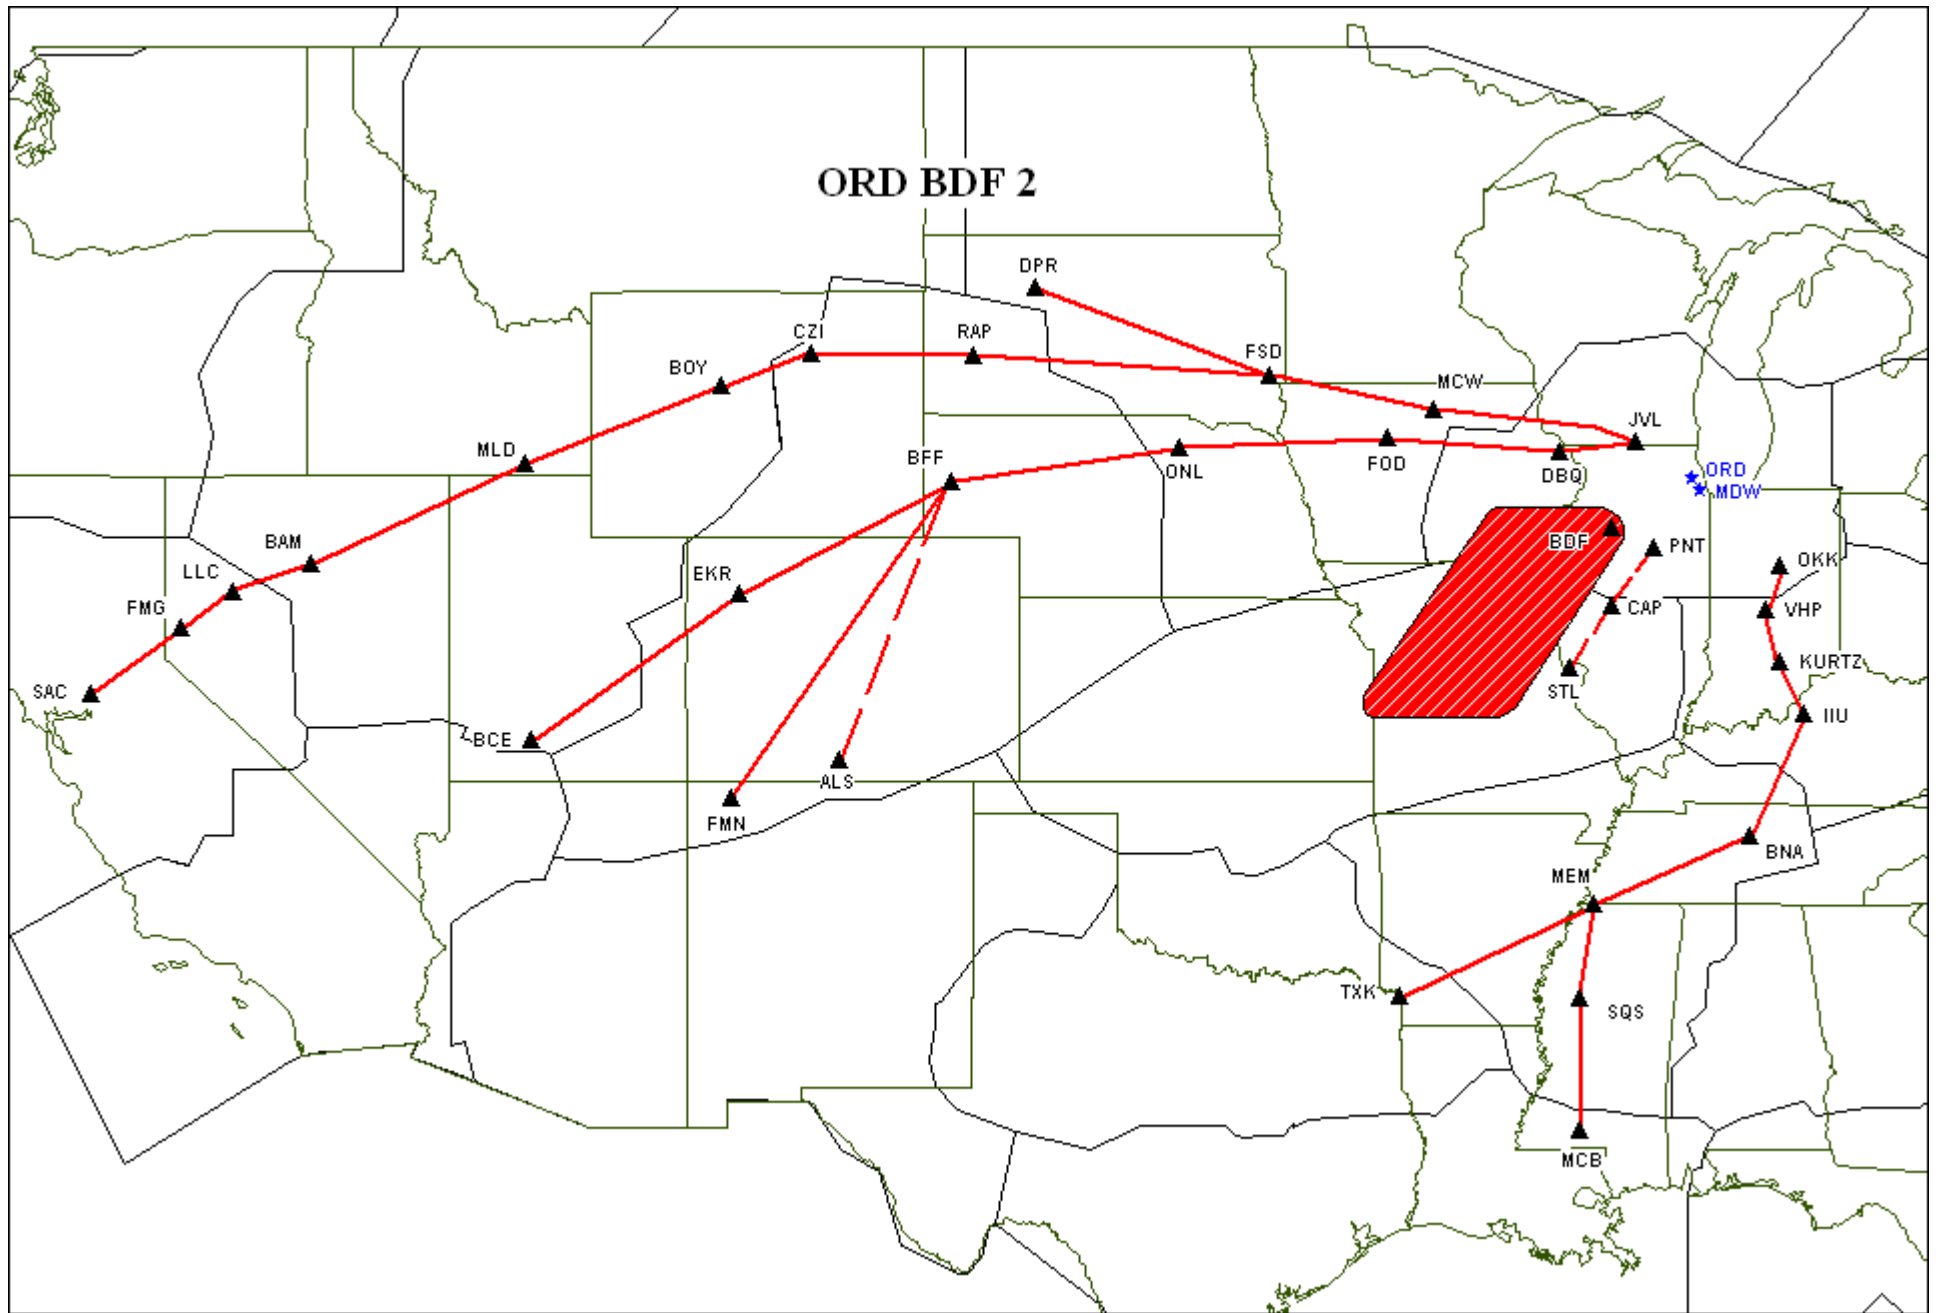 ORD BDF 2
DPR
CZI
RAP
FSD
BOY
MCW
JVL
MLD
BFF
ONL
FOD
DBQ
ORD
MDW
BAM
LLC
EKR
BDF
PNT
OKK
FMG
CAP
VHP
SAC
STL
KURTZ
BCE
IIU
ALS
FMN
BNA
MEM
TXK
SQS
MCB